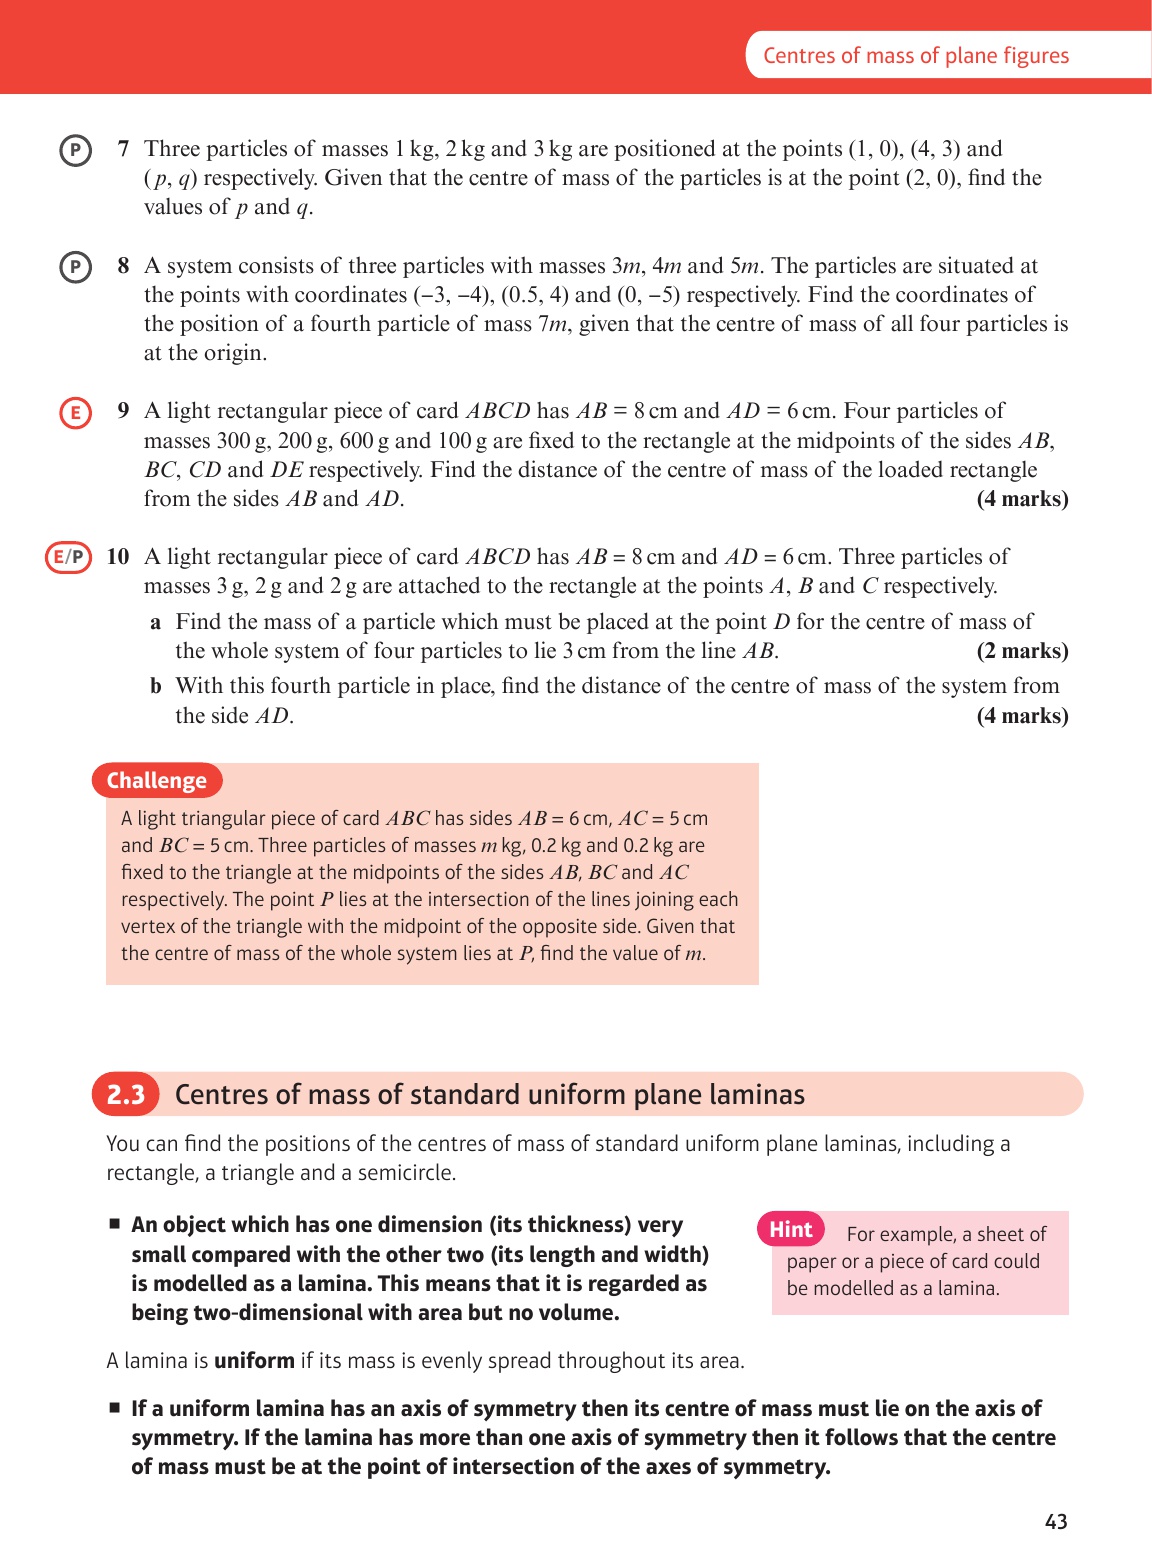 Centres of mass of plane figures
P 7 Three particles of masses 1 kg, 2 kg and 3 kg are positioned at the points (1, 0), (4, 3) and
(p, q) respectively. Given that the centre of mass of the particles is at the point (2, 0), find the
values of p and q.
P 8 A system consists of three particles with masses 3m, 4m and 5m. The particles are situated at
the points with coordinates (−3, −4), (0.5, 4) and (0, −5) respectively. Find the coordinates of
the position of a fourth particle of mass 7m, given that the centre of mass of all four particles is
at the origin.
E 9 A light rectangular piece of card ABCD has AB = 8 cm and AD = 6 cm. Four particles of
masses 300 g, 200 g, 600 g and 100 g are fixed to the rectangle at the midpoints of the sides AB,
BC, CD and DE respectively. Find the distance of the centre of mass of the loaded rectangle
from the sides AB and AD. (4 marks)
E/P 10 A light rectangular piece of card ABCD has AB = 8 cm and AD = 6 cm. Three particles of
masses 3 g, 2 g and 2 g are attached to the rectangle at the points A, B and C respectively.
a Find the mass of a particle which must be placed at the point D for the centre of mass of
the whole system of four particles to lie 3 cm from the line AB. (2 marks)
b With this fourth particle in place, find the distance of the centre of mass of the system from
the side AD. (4 marks)
Challenge
A light triangular piece of card ABC has sides AB = 6 cm, AC = 5 cm
and BC = 5 cm. Three particles of masses m kg, 0.2 kg and 0.2 kg are
fixed to the triangle at the midpoints of the sides AB, BC and AC
respectively. The point P lies at the intersection of the lines joining each
vertex of the triangle with the midpoint of the opposite side. Given that
the centre of mass of the whole system lies at P, find the value of m.
2.3 Centres of mass of standard uniform plane laminas
You can find the positions of the centres of mass of standard uniform plane laminas, including a
rectangle, a triangle and a semicircle.
■ An object which has one dimension (its thickness) very
small compared with the other two (its length and width)
is modelled as a lamina. This means that it is regarded as
being two-dimensional with area but no volume.
Hint For example, a sheet of
paper or a piece of card could
be modelled as a lamina.
A lamina is uniform if its mass is evenly spread throughout its area.
■ If a uniform lamina has an axis of symmetry then its centre of mass must lie on the axis of
symmetry. If the lamina has more than one axis of symmetry then it follows that the centre
of mass must be at the point of intersection of the axes of symmetry.
43